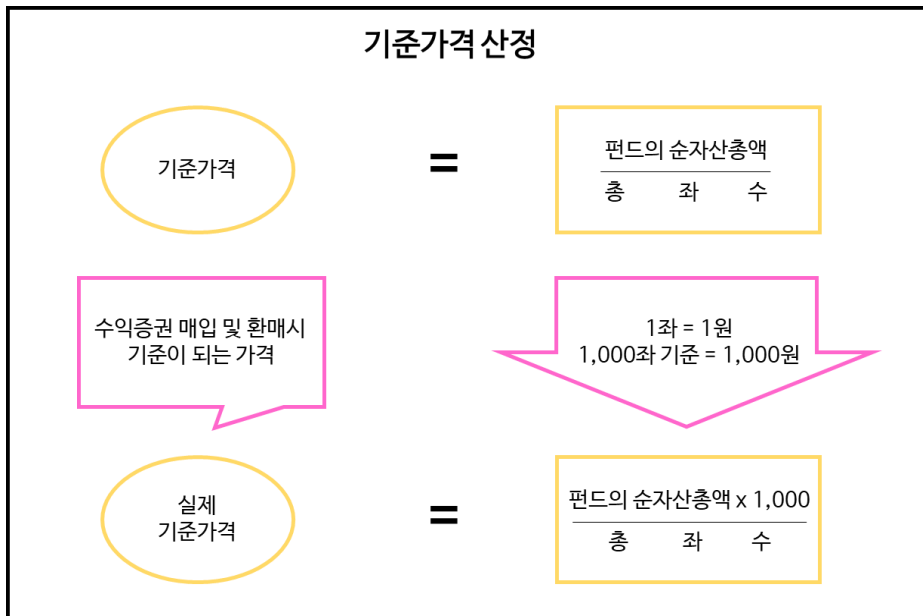 기준가격 산정
기준가격
=
펀드의 순자산총액
총 좌 수
수익증권 매입 및 환매시
기준이 되는 가격
1좌 = 1원
1,000좌 기준 = 1,000원
실제
기준가격
=
펀드의 순자산총액 x 1,000
총 좌 수